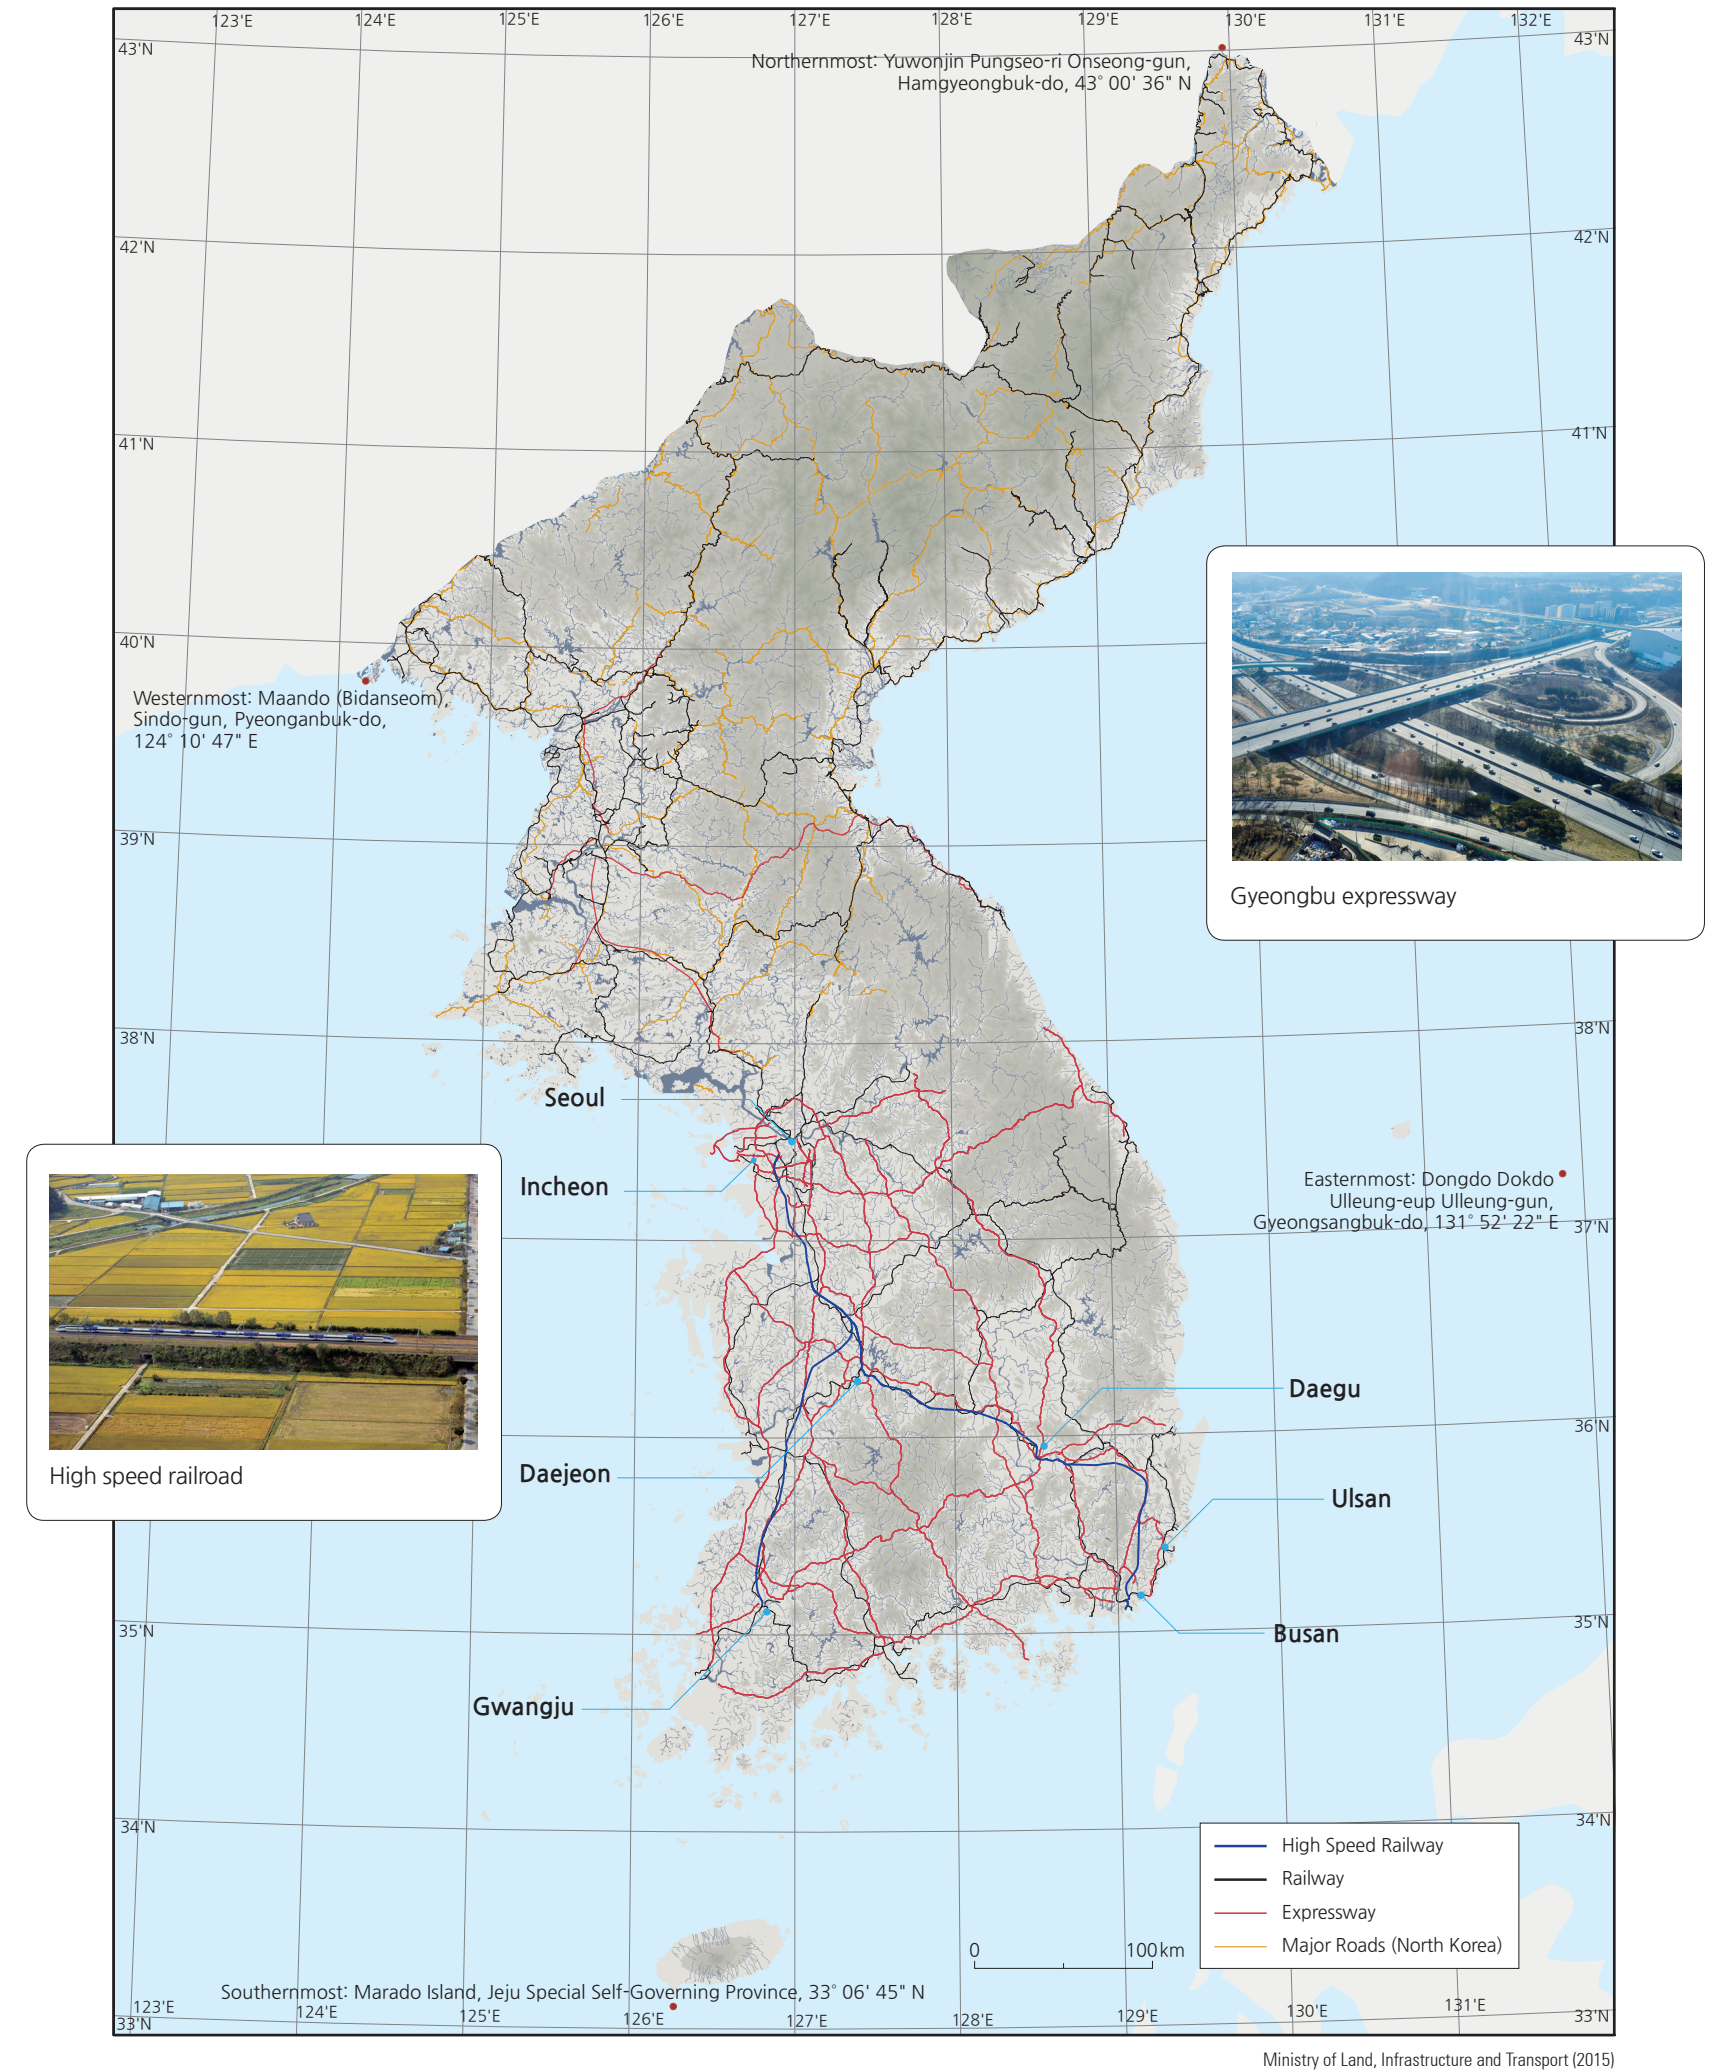 123'E
124'E
125'E
126'E
127'E
128'E
129'E
130'E
131'E
132'E
43'N
43'N
Northernmost: Yuwonjin Pungseo-ri Onseong-gun,
Hamgyeongbuk-do, 43° 00' 36" N
42'N
42'N
41'N
41'N
40'N
Westernmost: Maando (Bidanseom),
Sindo-gun, Pyeonganbuk-do,
124° 10' 47" E
39'N
Gyeongbu expressway
38'N
38'N
Seoul
Incheon
Easternmost: Dongdo Dokdo
Ulleung-eup Ulleung-gun,
Gyeongsangbuk-do, 131° 52' 22" E
37'N
Daegu
36'N
High speed railroad
Daejeon
Ulsan
35'N
35'N
Busan
Gwangju
34'N
34'N
High Speed Railway
Railway
Expressway
Major Roads (North Korea)
0
100km
Southernmost: Marado Island, Jeju Special Self-Governing Province, 33° 06' 45" N
123'E
124'E
125'E
126'E
127'E
128'E
129'E
130'E
131'E
33'N
33'N
Ministry of Land, Infrastructure and Transport (2015)